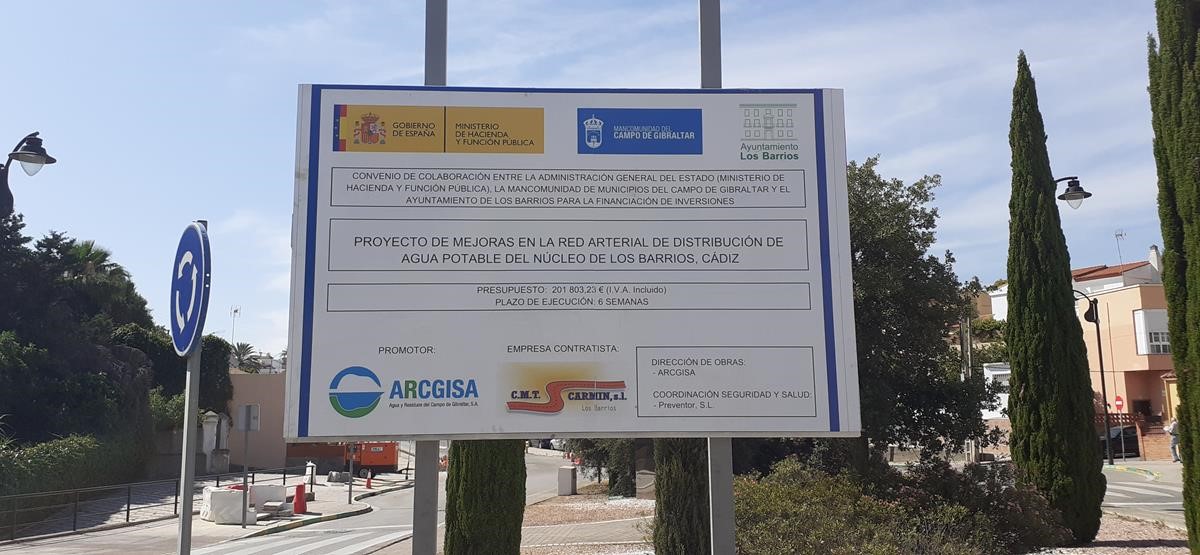 GOBIERNO
DE ESPAÑA
MINISTERIO
DE HACIENDA
Y FUNCIÓN PÚBLICA
MANCOMUNIDAD DEL
CAMPO DE GIBRALTAR
Ayuntamiento
Los Barrios
CONVENIO DE COLABORACIÓN ENTRE LA ADMINISTRACIÓN GENERAL DEL ESTADO (MINISTERIO DE
HACIENDA Y FUNCIÓN PÚBLICA), LA MANCOMUNIDAD DE MUNICIPIOS DEL CAMPO DE GIBRALTAR Y EL
AYUNTAMIENTO DE LOS BARRIOS PARA LA FINANCIACIÓN DE INVERSIONES
PROYECTO DE MEJORAS EN LA RED ARTERIAL DE DISTRIBUCIÓN DE
AGUA POTABLE DEL NÚCLEO DE LOS BARRIOS, CÁDIZ
PRESUPUESTO: 201 803,23 € (I.V.A. Incluido)
PLAZO DE EJECUCIÓN: 6 SEMANAS
PROMOTOR:
ARCGISA
Agua y Residuos del Campo de Gibraltar, S.A.
EMPRESA CONTRATISTA:
C.M.T. CARMIN, s.l.
Los Barrios
DIRECCIÓN DE OBRAS:
- ARCGISA
COORDINACIÓN SEGURIDAD Y SALUD:
- Preventor, S.L.